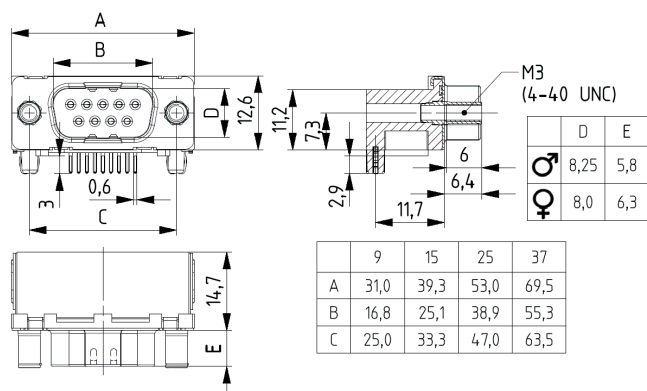 A
B
D
12,6
3
0,6
C
11,2
7,3
2,9
11,7
6
6,4
M3
(4-40 UNC)
D E
♂ 8,25 5,8
♀ 8,0 6,3
14,7
E
9 15 25 37
A 31,0 39,3 53,0 69,5
B 16,8 25,1 38,9 55,3
C 25,0 33,3 47,0 63,5